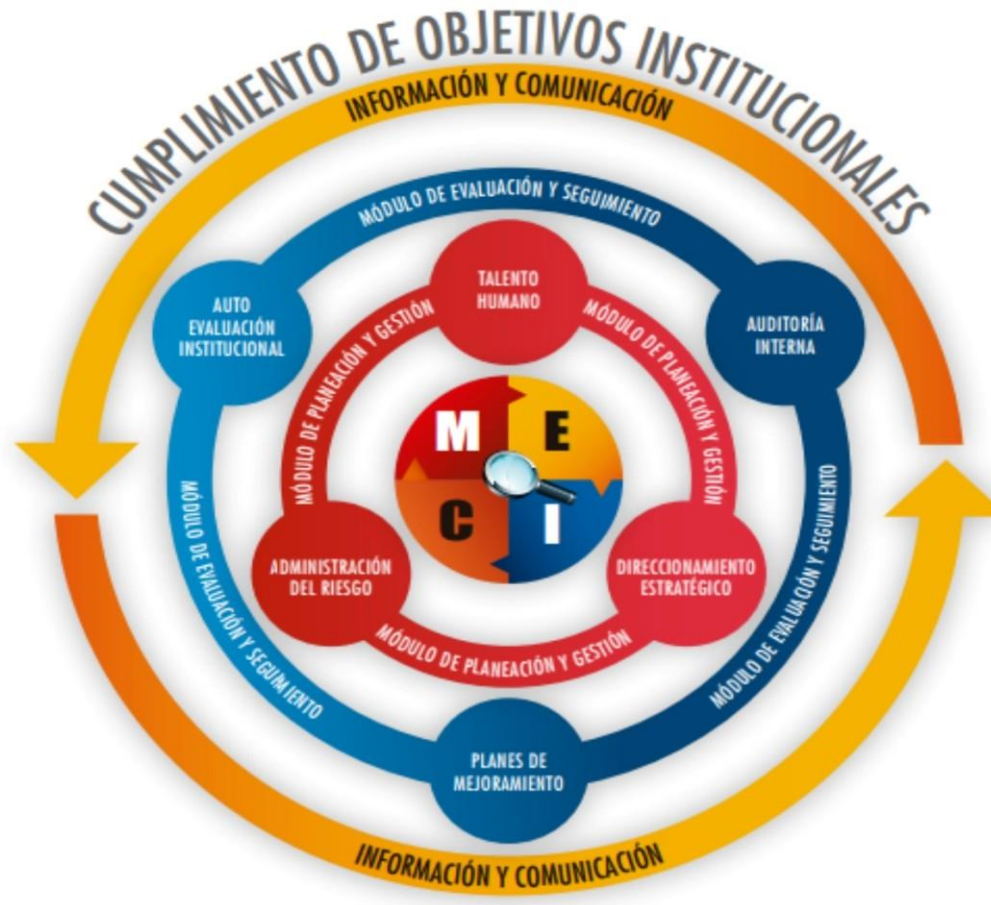 CUMPLIMIENTO DE OBJETIVOS INSTITUCIONALES
INFORMACIÓN Y COMUNICACIÓN
MÓDULO DE EVALUACIÓN Y SEGUIMIENTO
TALENTO
HUMANO
AUTO
EVALUACIÓN
INSTITUCIONAL
AUDITORÍA
INTERNA
MÓDULO DE PLANEACIÓN Y GESTIÓN
MÓDULO DE PLANEACIÓN Y GESTIÓN
M E
C I
ADMINISTRACIÓN
DEL RIESGO
DIRECCIONAMIENTO
ESTRATÉGICO
MÓDULO DE PLANEACIÓN Y GESTIÓN
MÓDULO DE EVALUACIÓN Y SEGUIMIENTO
MÓDULO DE EVALUACIÓN Y SEGUIMIENTO
PLANES DE
MEJORAMIENTO
INFORMACIÓN Y COMUNICACIÓN